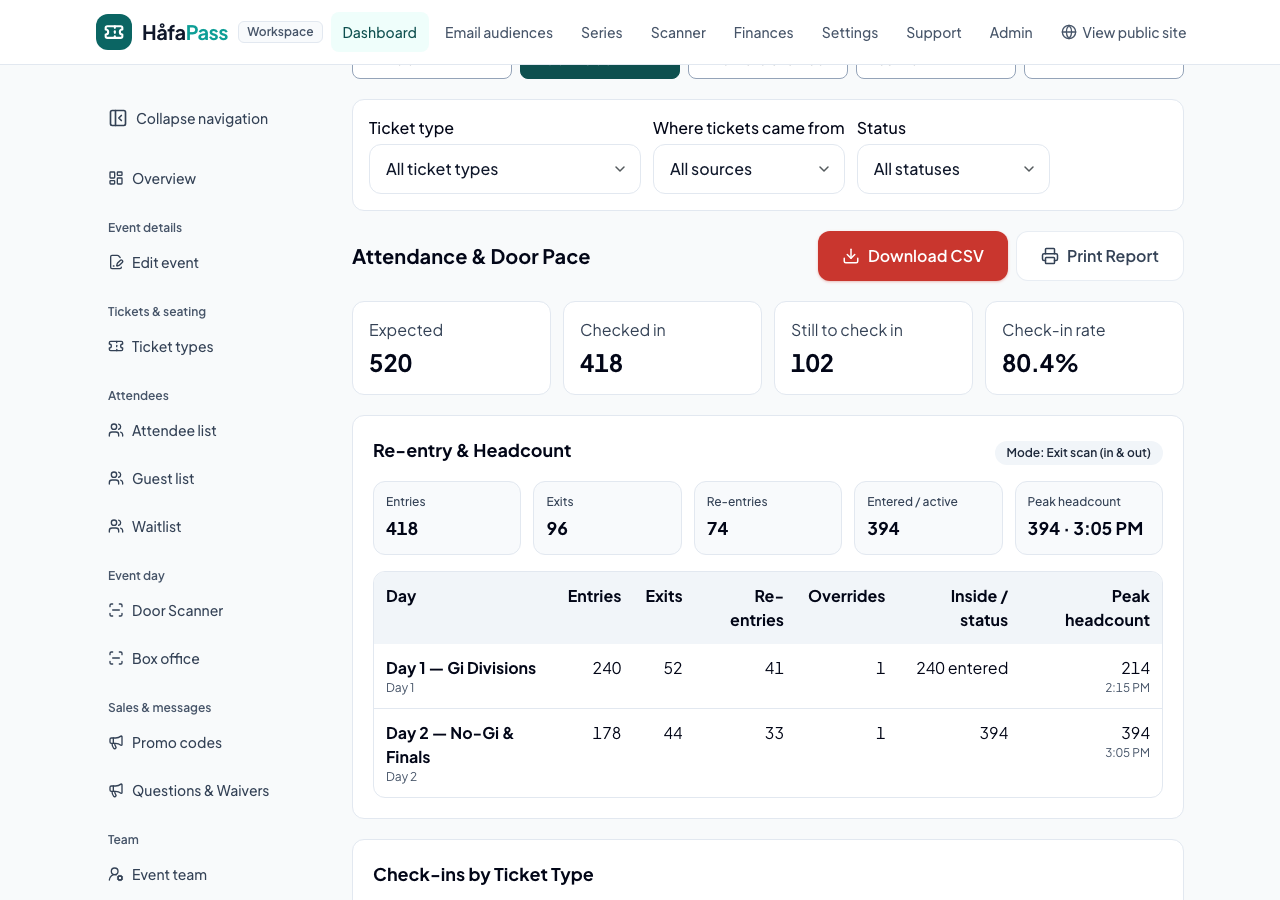 HåfaPass
Workspace
Dashboard
Email audiences
Series
Scanner
Finances
Settings
Support
Admin
View public site
Collapse navigation
Overview
Event details
Edit event
Tickets & seating
Ticket types
Attendees
Attendee list
Guest list
Waitlist
Event day
Door Scanner
Box office
Sales & messages
Promo codes
Questions & Waivers
Team
Event team
Ticket type
Where tickets came from
Status
All ticket types
All sources
All statuses
Attendance & Door Pace
Download CSV
Print Report
Expected
520
Checked in
418
Still to check in
102
Check-in rate
80.4%
Re-entry & Headcount
Mode: Exit scan (in & out)
Entries
418
Exits
96
Re-entries
74
Entered / active
394
Peak headcount
394 · 3:05 PM
Day Entries Exits Re-entries Overrides Inside / status Peak headcount
Day 1 — Gi Divisions 240 52 41 1 240 entered 214
Day 1 2:15 PM
Day 2 — No-Gi & 178 44 33 1 394 394
Finals 3:05 PM
Day 2
Check-ins by Ticket Type